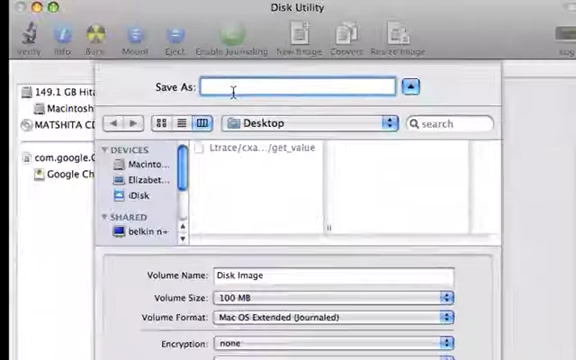 Disk Utility
Verify Info Burn Mount Eject Enable Journaling New Image Convert Resize Image Log
Save As:
149.1 GB Hita
Macintosh
MATSHITA CD
com.google.C
Google Ch
Desktop
search
DEVICES
Macinto...
Elizabet...
iDisk
SHARED
belkin n+
Ltrace/cxa.../get_value
Volume Name: Disk Image
Volume Size: 100 MB
Volume Format: Mac OS Extended (Journaled)
Encryption: none